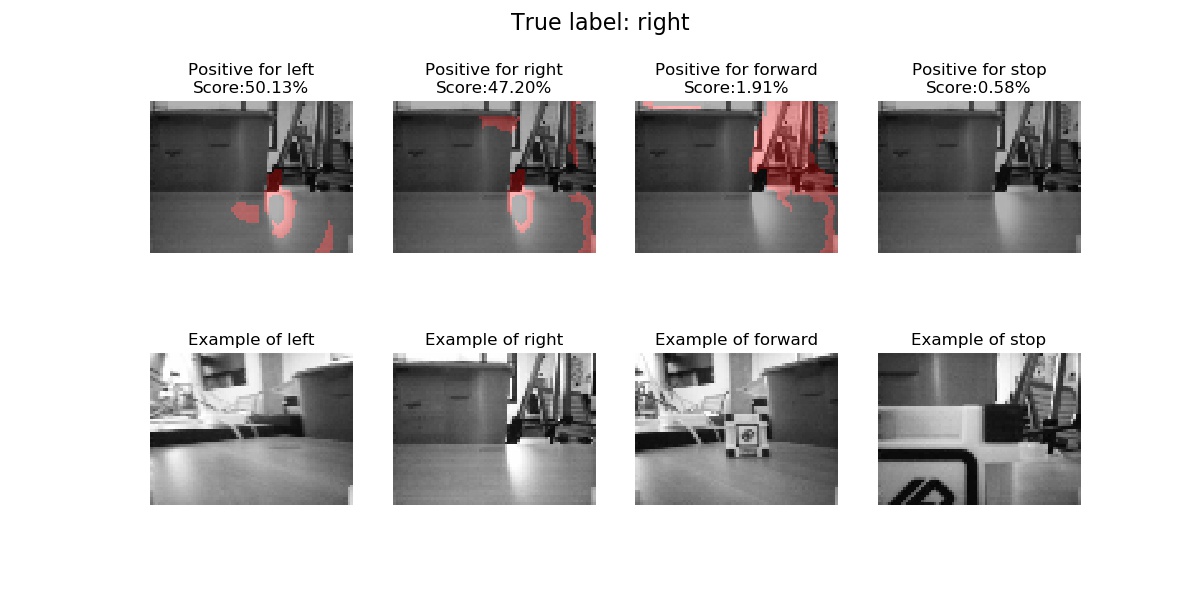 True label: right
Positive for left
Score:50.13%
Positive for right
Score:47.20%
Positive for forward
Score:1.91%
Positive for stop
Score:0.58%
Example of left
Example of right
Example of forward
Example of stop